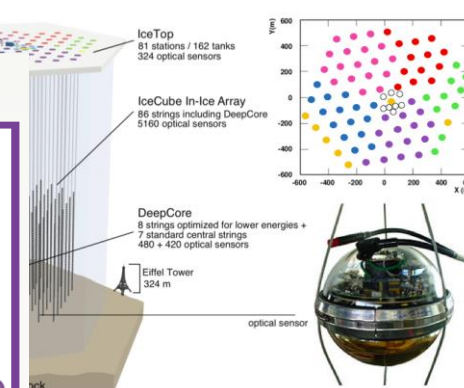 IceTop
81 stations / 162 tanks
324 optical sensors
IceCube In-Ice Array
86 strings including DeepCore
5160 optical sensors
DeepCore
8 strings optimized for lower energies +
7 standard central strings
480 + 420 optical sensors
Eiffel Tower
324 m
optical sensor
ock
Y(m)
600
400
200
0
-200
-400
-600
-600 -400 -200 0 200 400
X (